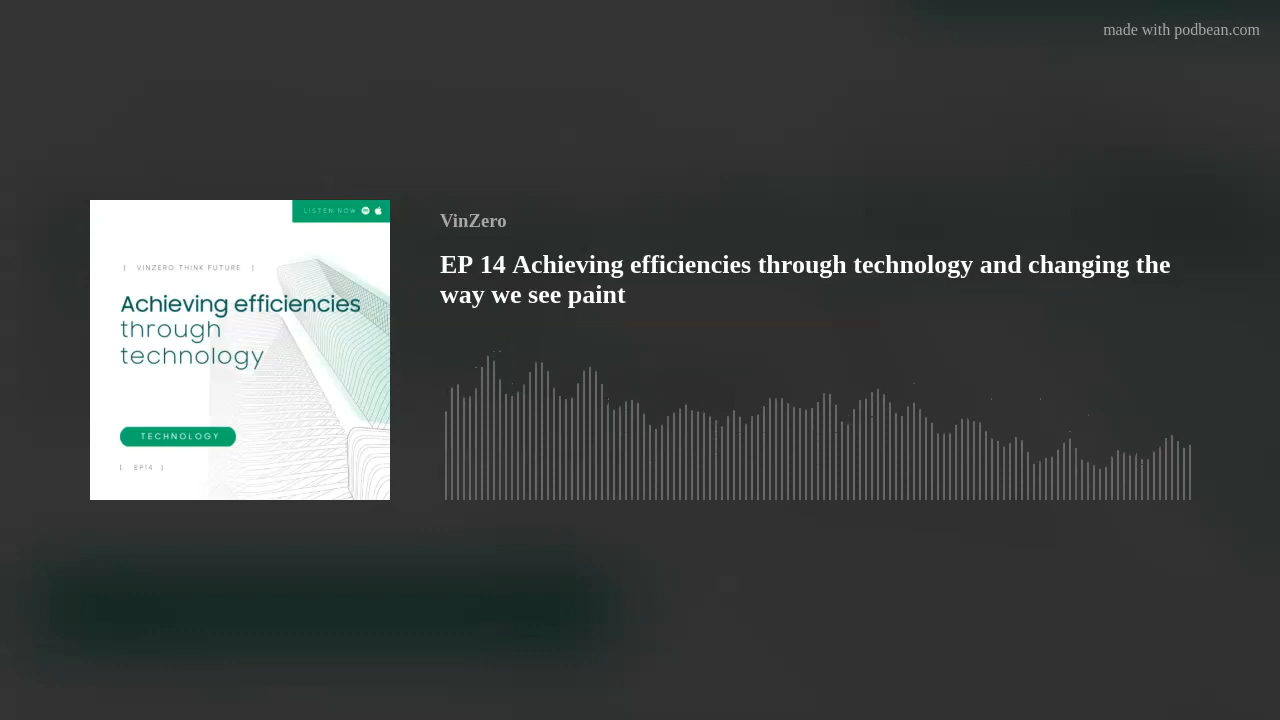 made with podbean.com
LISTEN NOW
[ VINZERO THINK FUTURE ]
Achieving efficiencies
through
technology
TECHNOLOGY
[ EP14 ]
VinZero
EP 14 Achieving efficiencies through technology and changing the
way we see paint